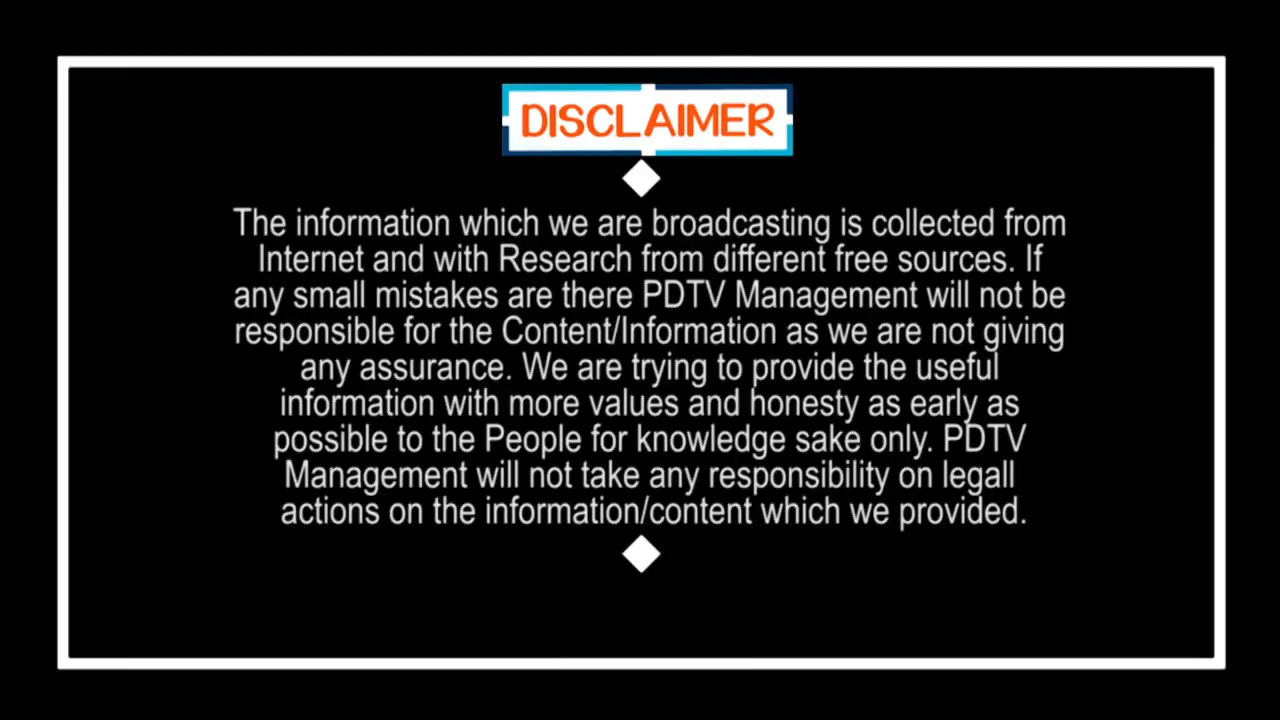 DISCLAIMER
The information which we are broadcasting is collected from
Internet and with Research from different free sources. If
any small mistakes are there PDTV Management will not be
responsible for the Content/Information as we are not giving
any assurance. We are trying to provide the useful
information with more values and honesty as early as
possible to the People for knowledge sake only. PDTV
Management will not take any responsibility on legall
actions on the information/content which we provided.